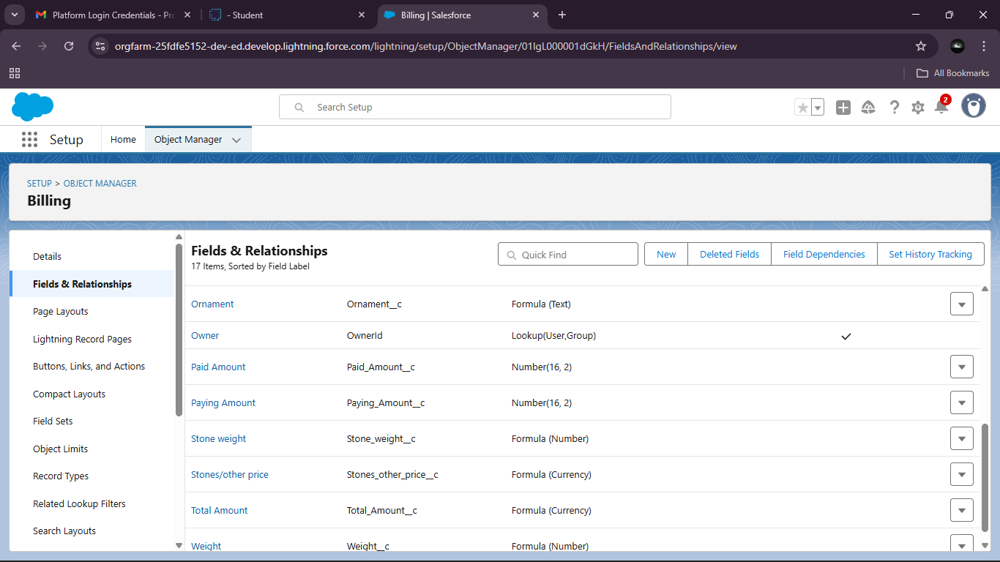 Platform Login Credentials - Pro
- Student
Billing | Salesforce
orgfarm-25fdfe5152-dev-ed.develop.lightning.force.com/lightning/setup/ObjectManager/01IgL000001dGkH/FieldsAndRelationships/view
All Bookmarks
Search Setup
2
Setup
Home
Object Manager
SETUP > OBJECT MANAGER
Billing
Details
Fields & Relationships
Page Layouts
Lightning Record Pages
Buttons, Links, and Actions
Compact Layouts
Field Sets
Object Limits
Record Types
Related Lookup Filters
Search Layouts
Fields & Relationships
17 Items, Sorted by Field Label
Quick Find
New
Deleted Fields
Field Dependencies
Set History Tracking
Ornament Ornament__c Formula (Text)
Owner OwnerId Lookup(User,Group)
Paid Amount Paid_Amount__c Number(16, 2)
Paying Amount Paying_Amount__c Number(16, 2)
Stone weight Stone_weight__c Formula (Number)
Stones/other price Stones_other_price__c Formula (Currency)
Total Amount Total_Amount__c Formula (Currency)
Weight Weight__c Formula (Number)